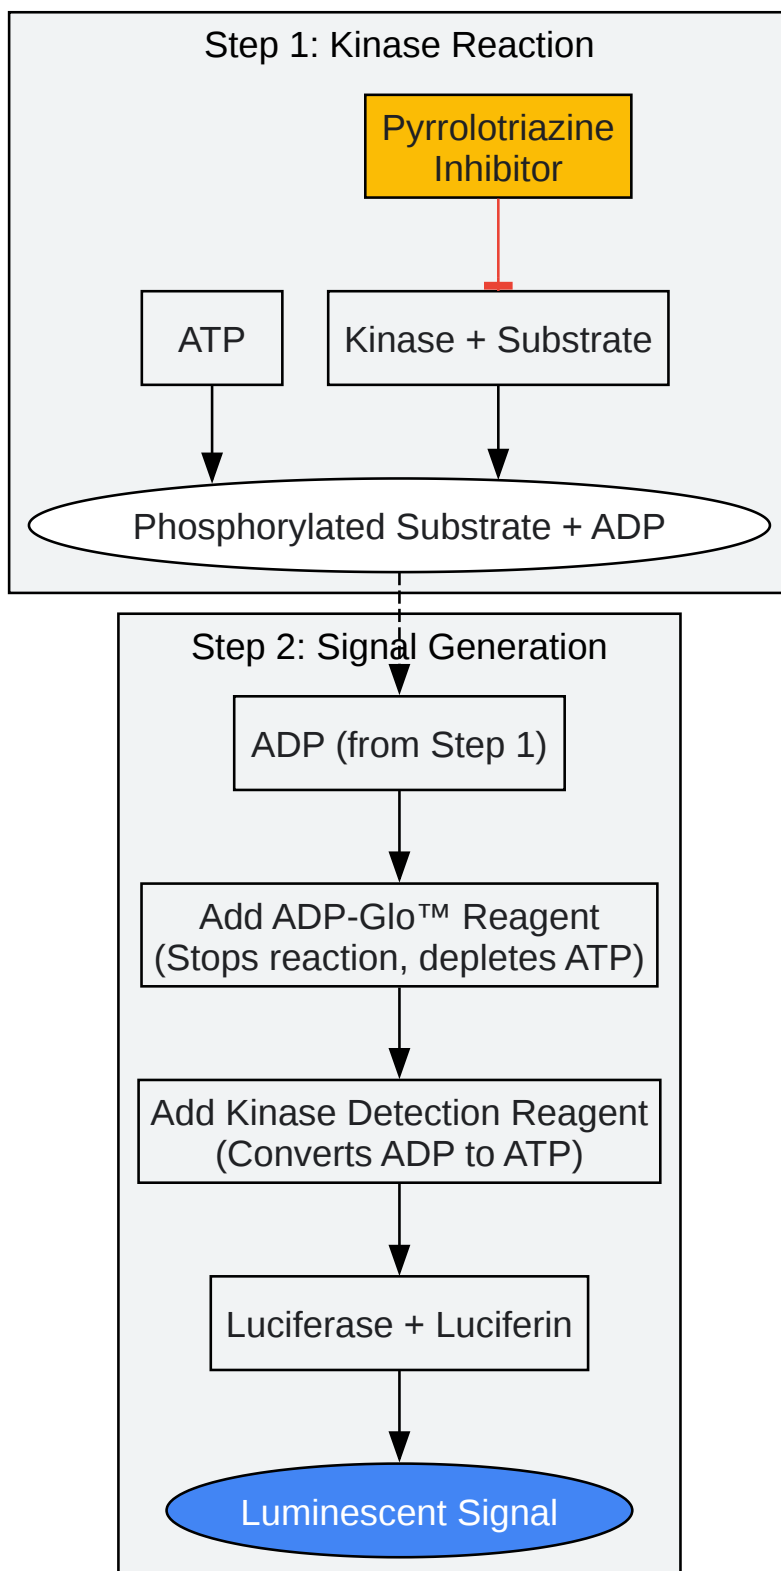 Step 1: Kinase Reaction
Pyrrolotriazine
Inhibitor
ATP
Kinase + Substrate
Phosphorylated Substrate + ADP
Step 2: Signal Generation
ADP (from Step 1)
Add ADP-Glo™ Reagent
(Stops reaction, depletes ATP)
Add Kinase Detection Reagent
(Converts ADP to ATP)
Luciferase + Luciferin
Luminescent Signal